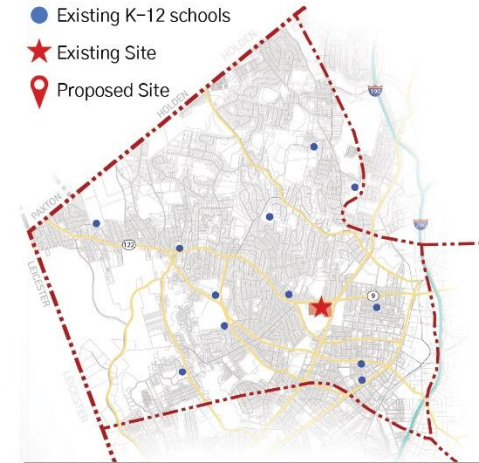 Existing K-12 schools
Existing Site
Proposed Site
HOLDEN
HOLDEN
190
PAXTON
LEICESTER
122
290
9
LEICESTER